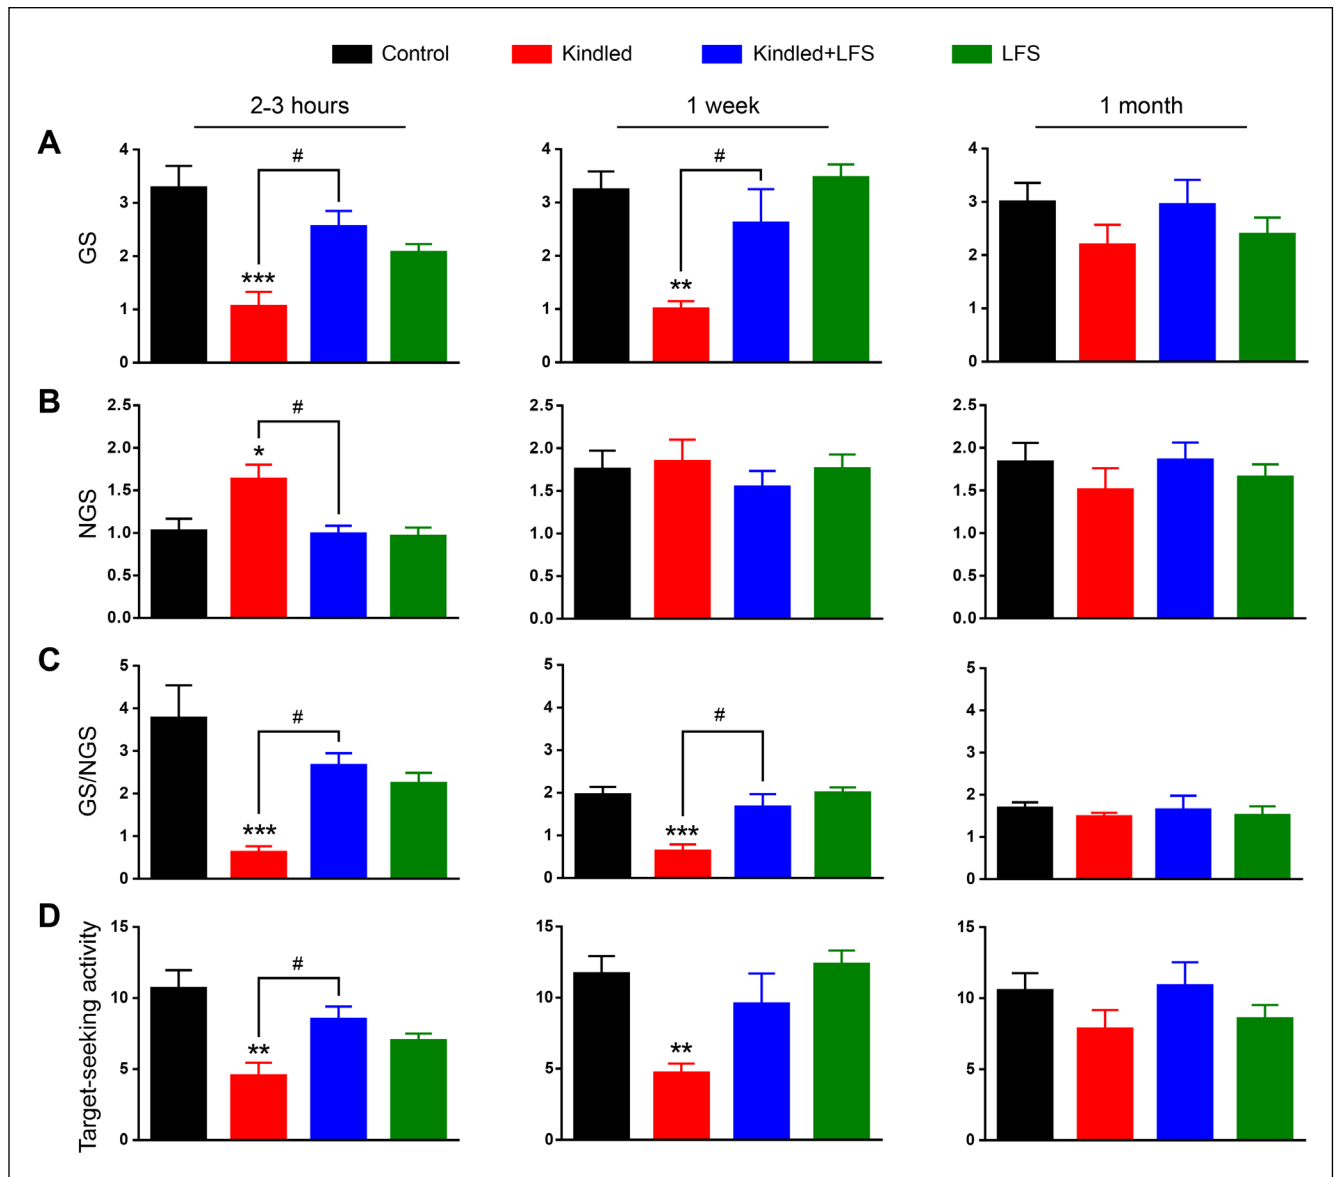 Control Kindled Kindled+LFS LFS
2-3 hours 1 week 1 month
A
GS
4 3 2 1 0 *** #
4 3 2 1 0 ** #
4 3 2 1 0
B
NGS
2.5 2.0 1.5 1.0 0.5 0.0 * #
2.5 2.0 1.5 1.0 0.5 0.0
2.5 2.0 1.5 1.0 0.5 0.0
C
GS/NGS
5 4 3 2 1 0 *** #
5 4 3 2 1 0 *** #
5 4 3 2 1 0
D
Target-seeking activity
15 10 5 0 ** #
15 10 5 0 **
15 10 5 0